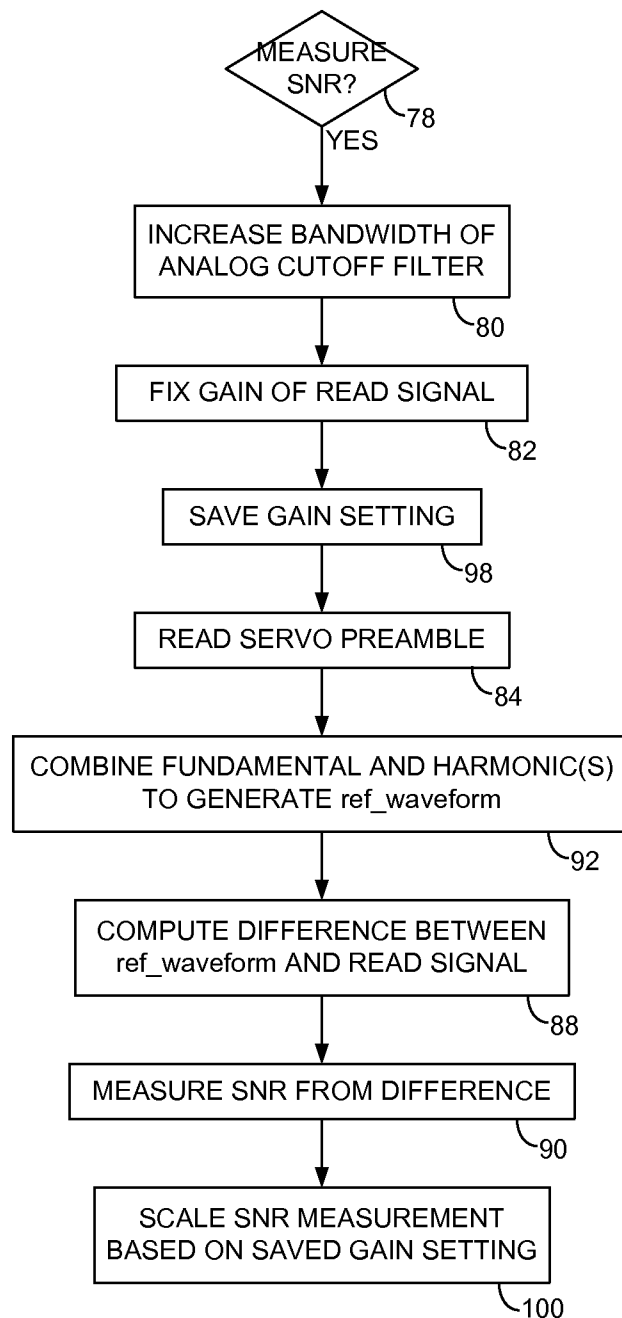 MEASURE
SNR?
78
YES
INCREASE BANDWIDTH OF
ANALOG CUTOFF FILTER
80
FIX GAIN OF READ SIGNAL
82
SAVE GAIN SETTING
98
READ SERVO PREAMBLE
84
COMBINE FUNDAMENTAL AND HARMONIC(S)
TO GENERATE ref_waveform
92
COMPUTE DIFFERENCE BETWEEN
ref_waveform AND READ SIGNAL
88
MEASURE SNR FROM DIFFERENCE
90
SCALE SNR MEASUREMENT
BASED ON SAVED GAIN SETTING
100